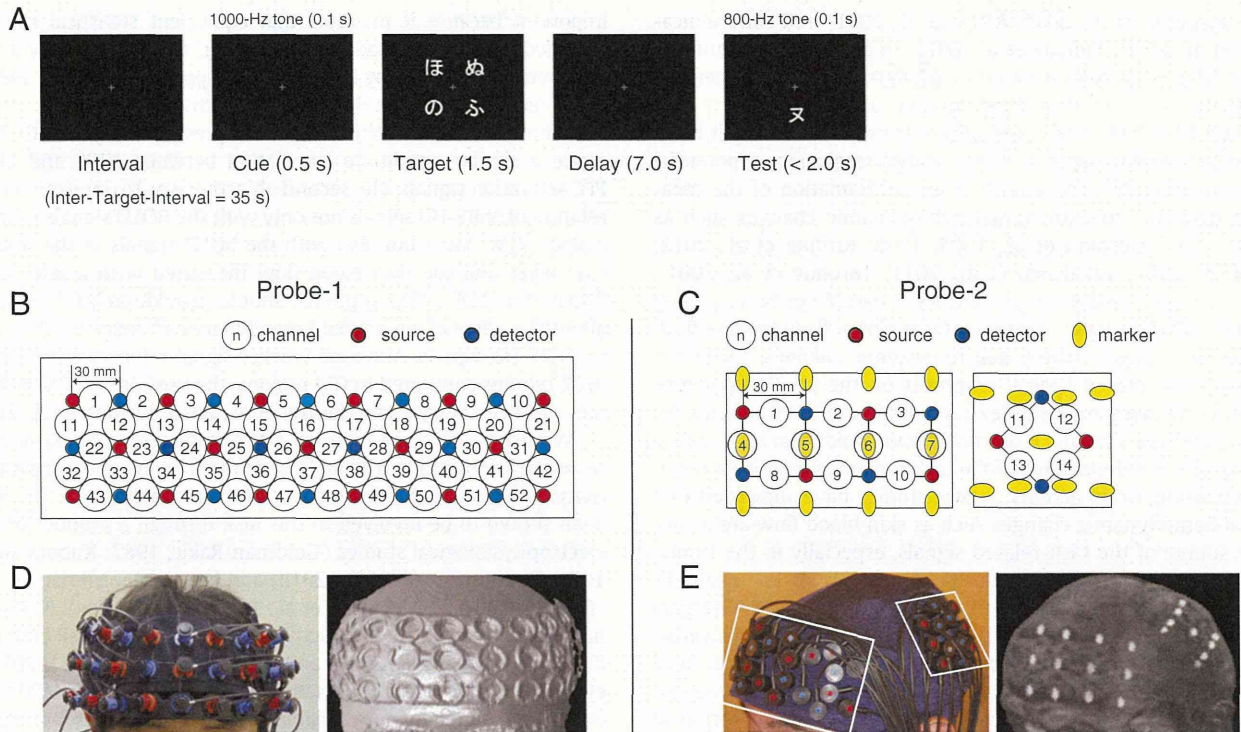 A
1000-Hz tone (0.1 s)
800-Hz tone (0.1 s)
ほ ぬ
の ふ
ヌ
Interval
Cue (0.5 s)
Target (1.5 s)
Delay (7.0 s)
Test (< 2.0 s)
(Inter-Target-Interval = 35 s)
Probe-1
B
n channel source detector
30 mm
1 2 3 4 5 6 7 8 9 10
11 12 13 14 15 16 17 18 19 20 21
22 23 24 25 26 27 28 29 30 31
32 33 34 35 36 37 38 39 40 41 42
43 44 45 46 47 48 49 50 51 52
Probe-2
C
n channel source detector marker
30 mm
1 2 3
4 5 6 7
8 9 10
11 12
13 14
D
E